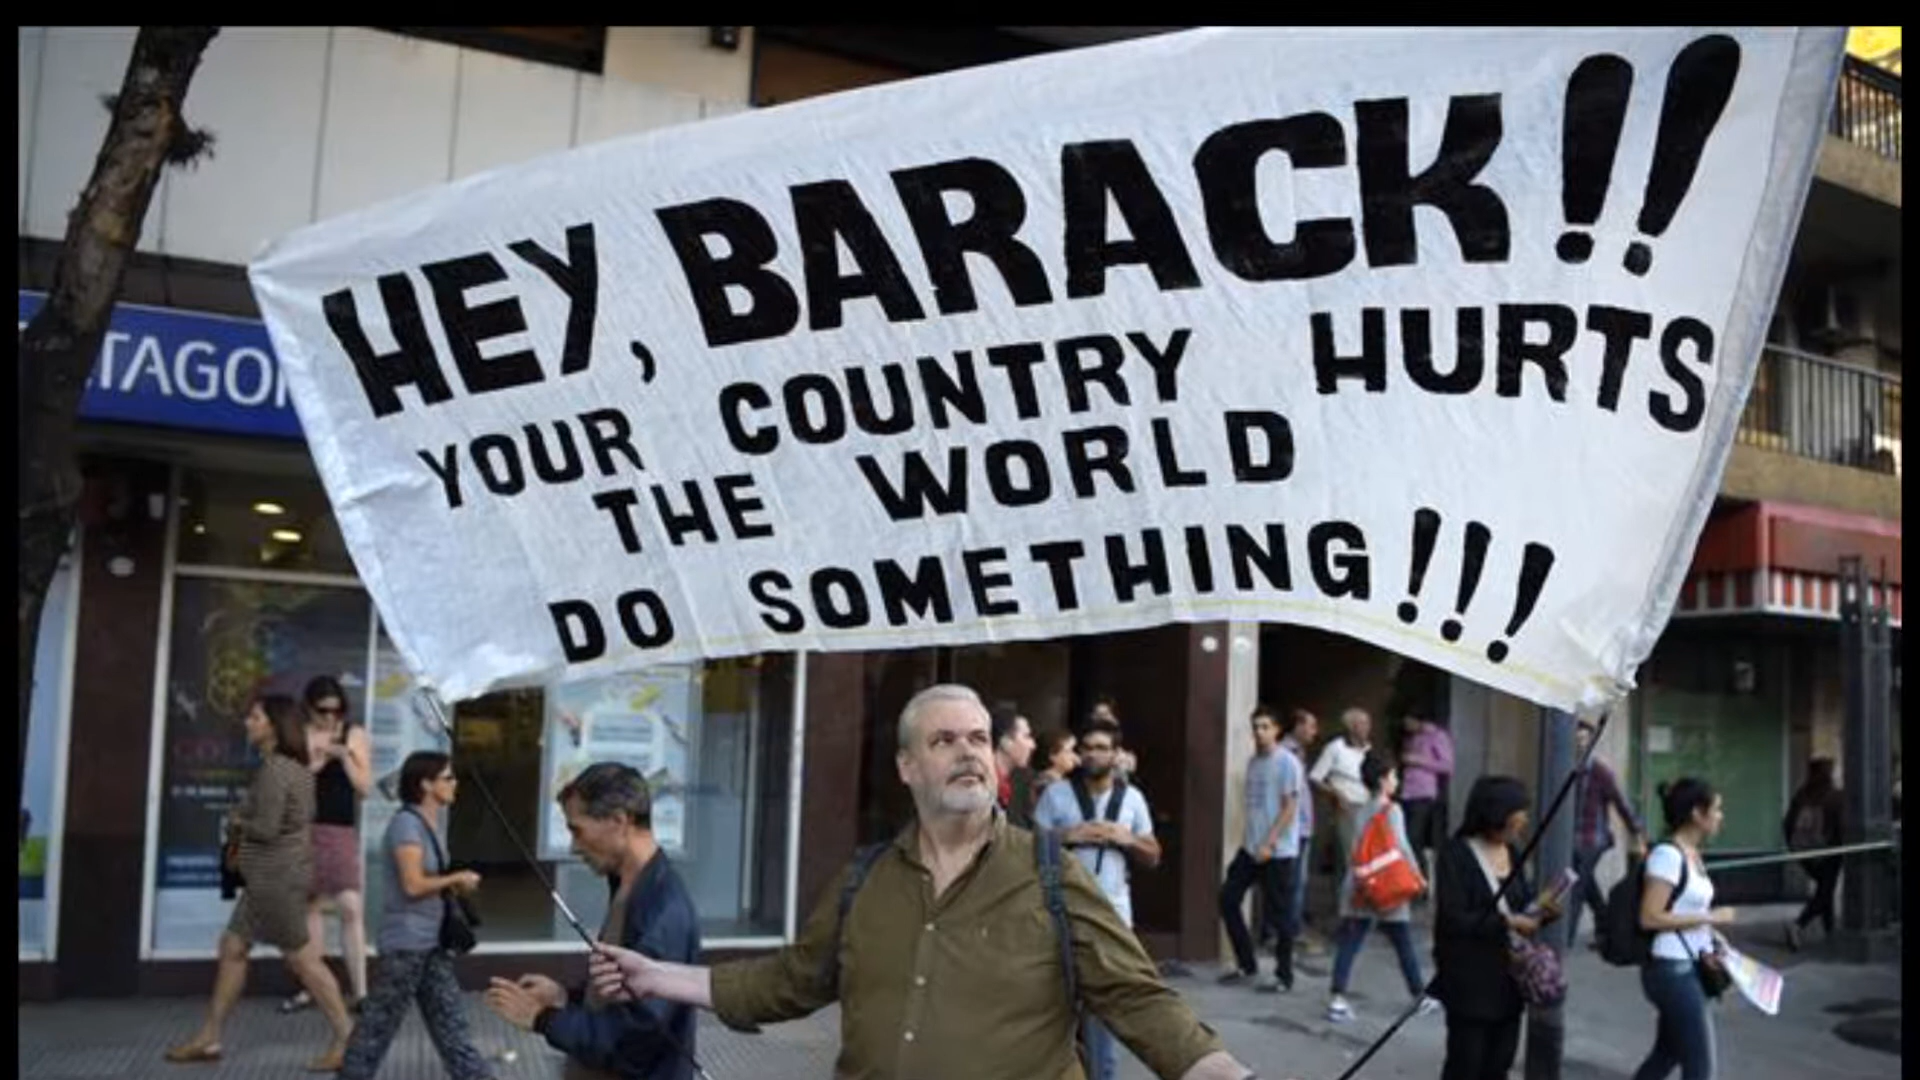 HEY, BARACK!!
YOUR COUNTRY HURTS
THE WORLD
DO SOMETHING!!!
TAGO